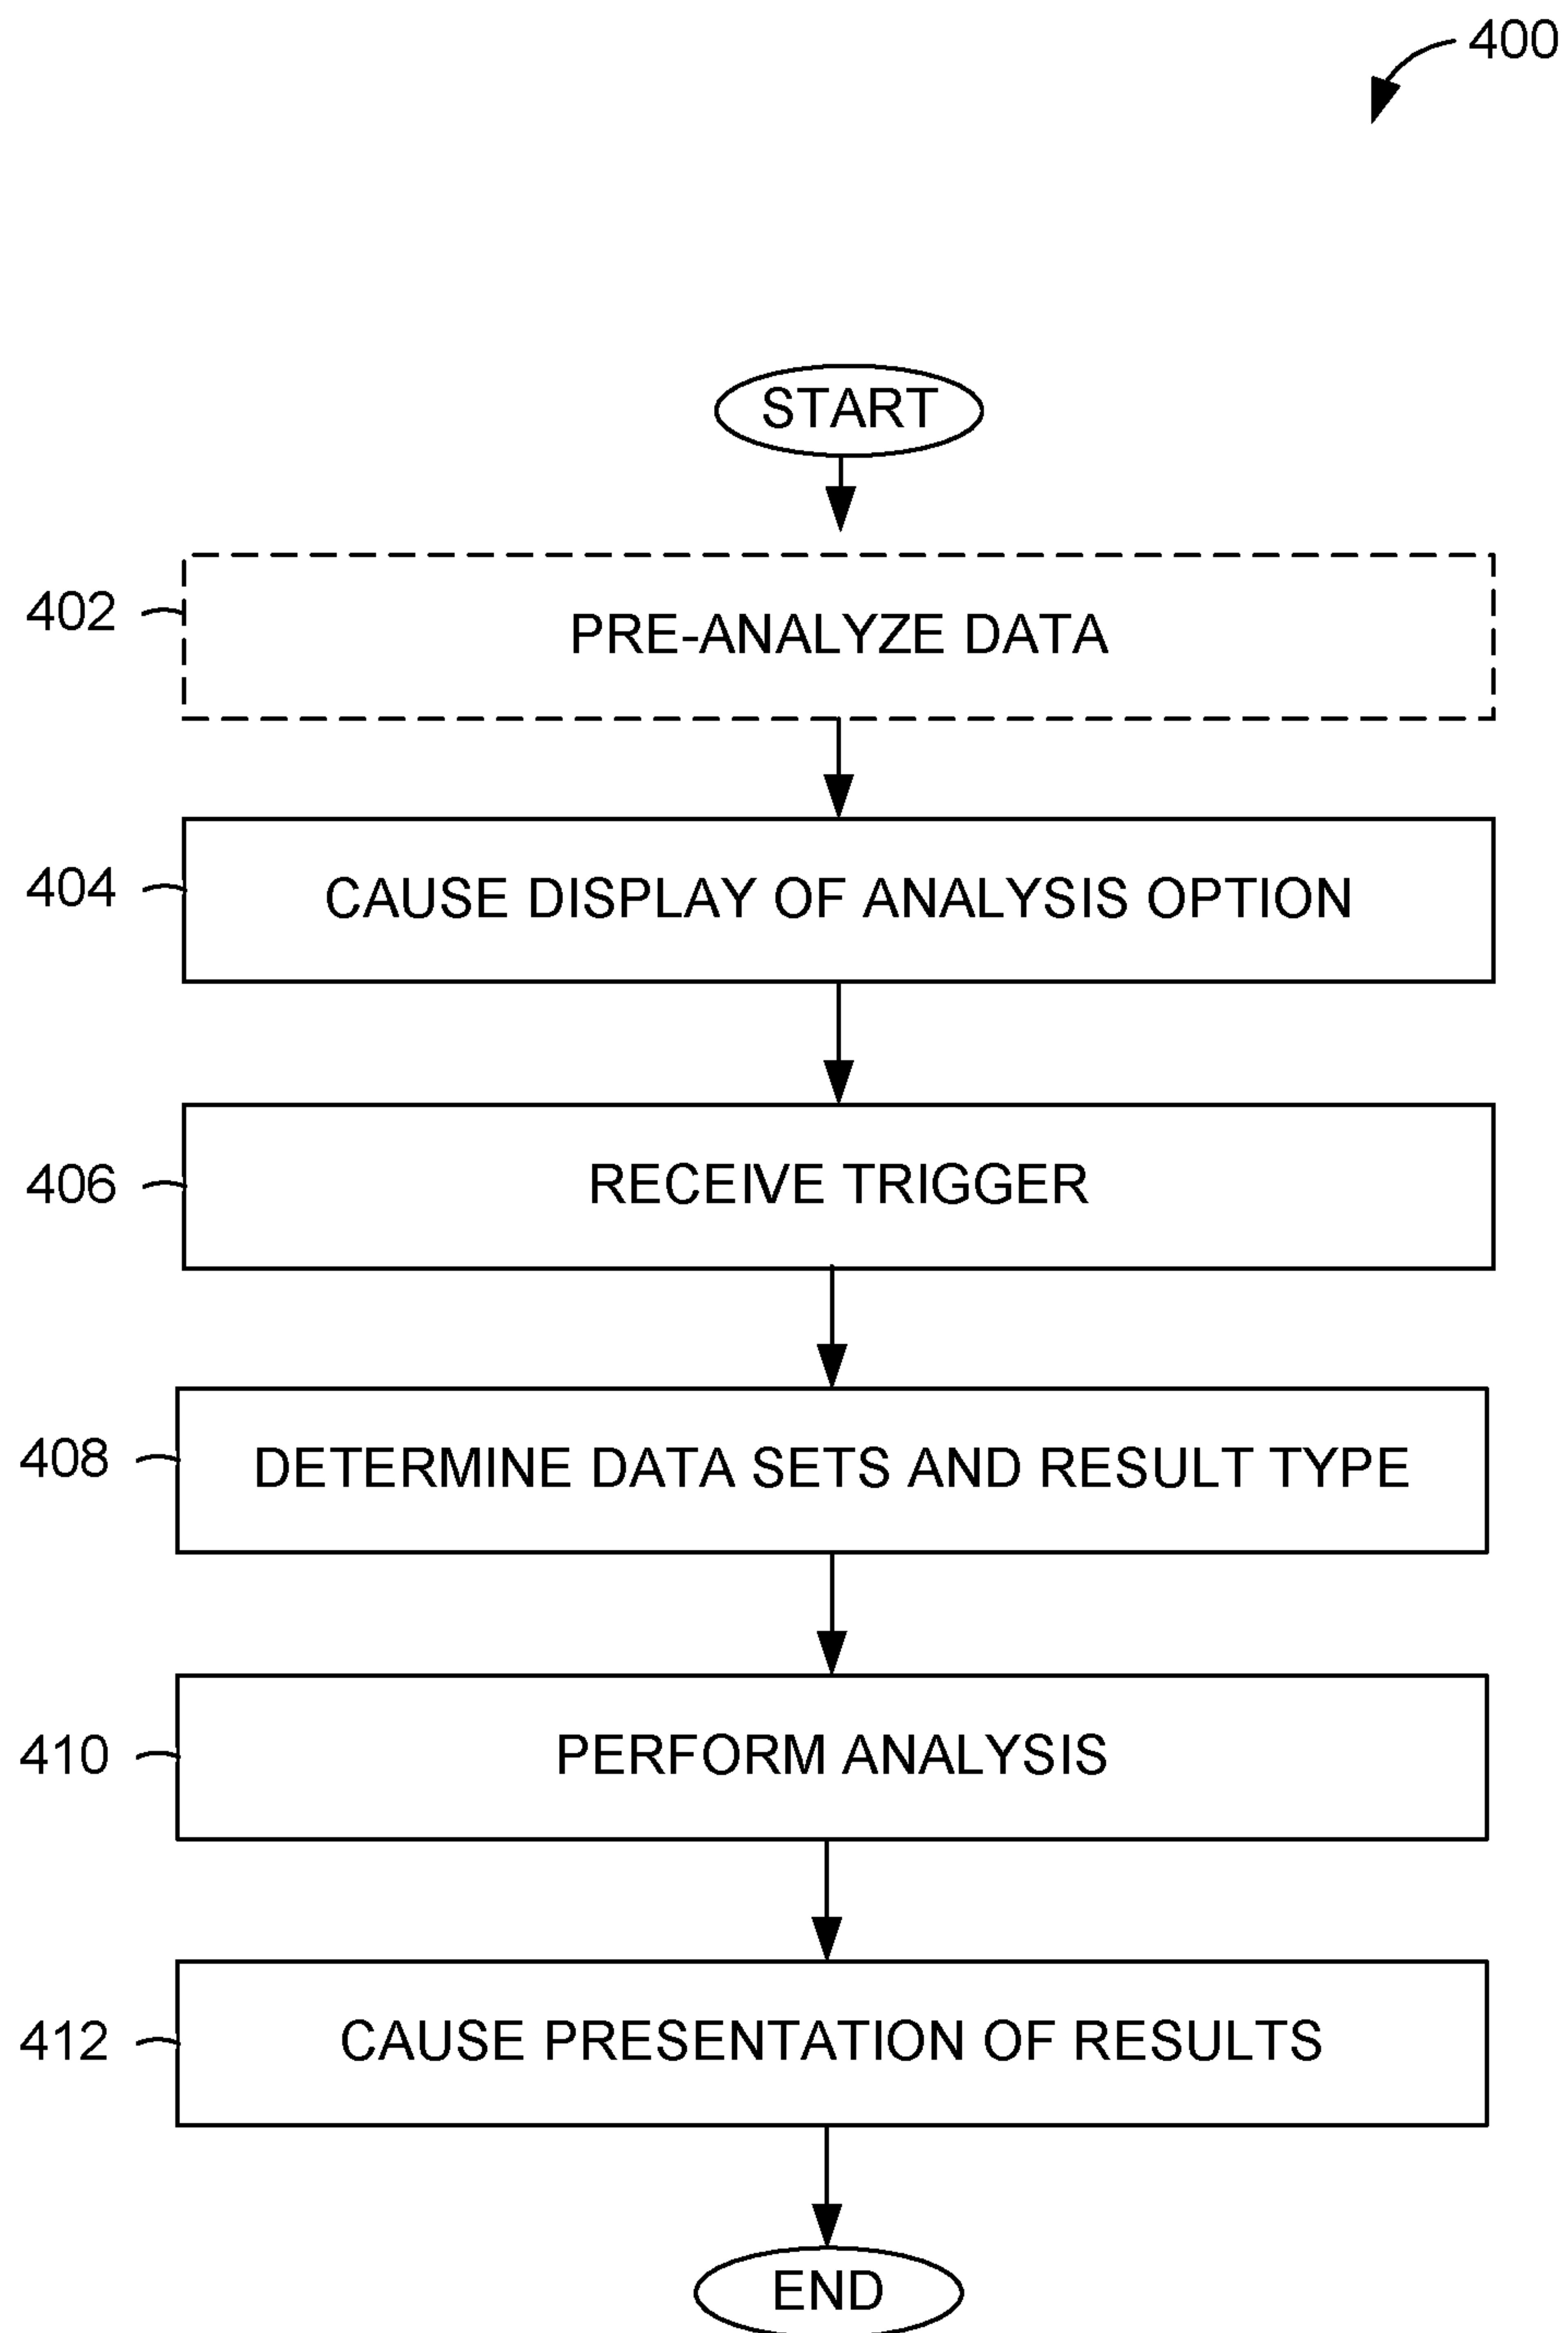 400
START
402
PRE-ANALYZE DATA
404
CAUSE DISPLAY OF ANALYSIS OPTION
406
RECEIVE TRIGGER
408
DETERMINE DATA SETS AND RESULT TYPE
410
PERFORM ANALYSIS
412
CAUSE PRESENTATION OF RESULTS
END